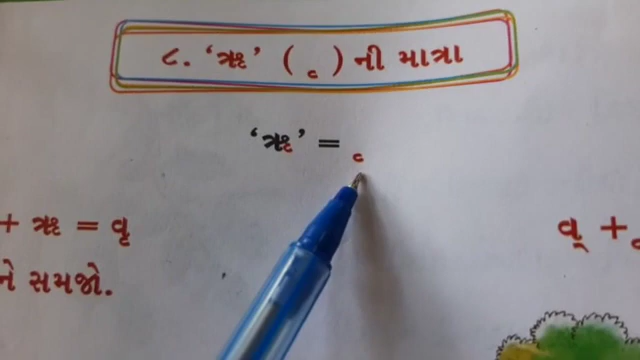 ૮. 'ઋ' ( ૃ ) ની માત્રા
'ઋ' = ૃ
+ ઋ = વૃ
વ્ + ૃ
ને સમજો.